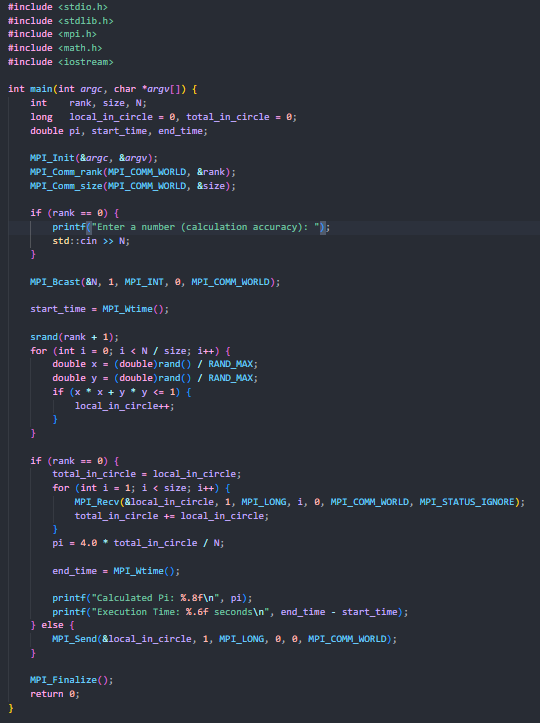 #include <stdio.h>
#include <stdlib.h>
#include <mpi.h>
#include <math.h>
#include <iostream>

int main(int argc, char *argv[]) {
    int    rank, size, N;
    long   local_in_circle = 0, total_in_circle = 0;
    double pi, start_time, end_time;

    MPI_Init(&argc, &argv);
    MPI_Comm_rank(MPI_COMM_WORLD, &rank);
    MPI_Comm_size(MPI_COMM_WORLD, &size);

    if (rank == 0) {
        printf("Enter a number (calculation accuracy): ");
        std::cin >> N;
    }

    MPI_Bcast(&N, 1, MPI_INT, 0, MPI_COMM_WORLD);

    start_time = MPI_Wtime();

    srand(rank + 1);
    for (int i = 0; i < N / size; i++) {
        double x = (double)rand() / RAND_MAX;
        double y = (double)rand() / RAND_MAX;
        if (x * x + y * y <= 1) {
            local_in_circle++;
        }
    }

    if (rank == 0) {
        total_in_circle = local_in_circle;
        for (int i = 1; i < size; i++) {
            MPI_Recv(&local_in_circle, 1, MPI_LONG, i, 0, MPI_COMM_WORLD, MPI_STATUS_IGNORE);
            total_in_circle += local_in_circle;
        }
        pi = 4.0 * total_in_circle / N;

        end_time = MPI_Wtime();

        printf("Calculated Pi: %.8f\n", pi);
        printf("Execution Time: %.6f seconds\n", end_time - start_time);
    } else {
        MPI_Send(&local_in_circle, 1, MPI_LONG, 0, 0, MPI_COMM_WORLD);
    }

    MPI_Finalize();
    return 0;
}